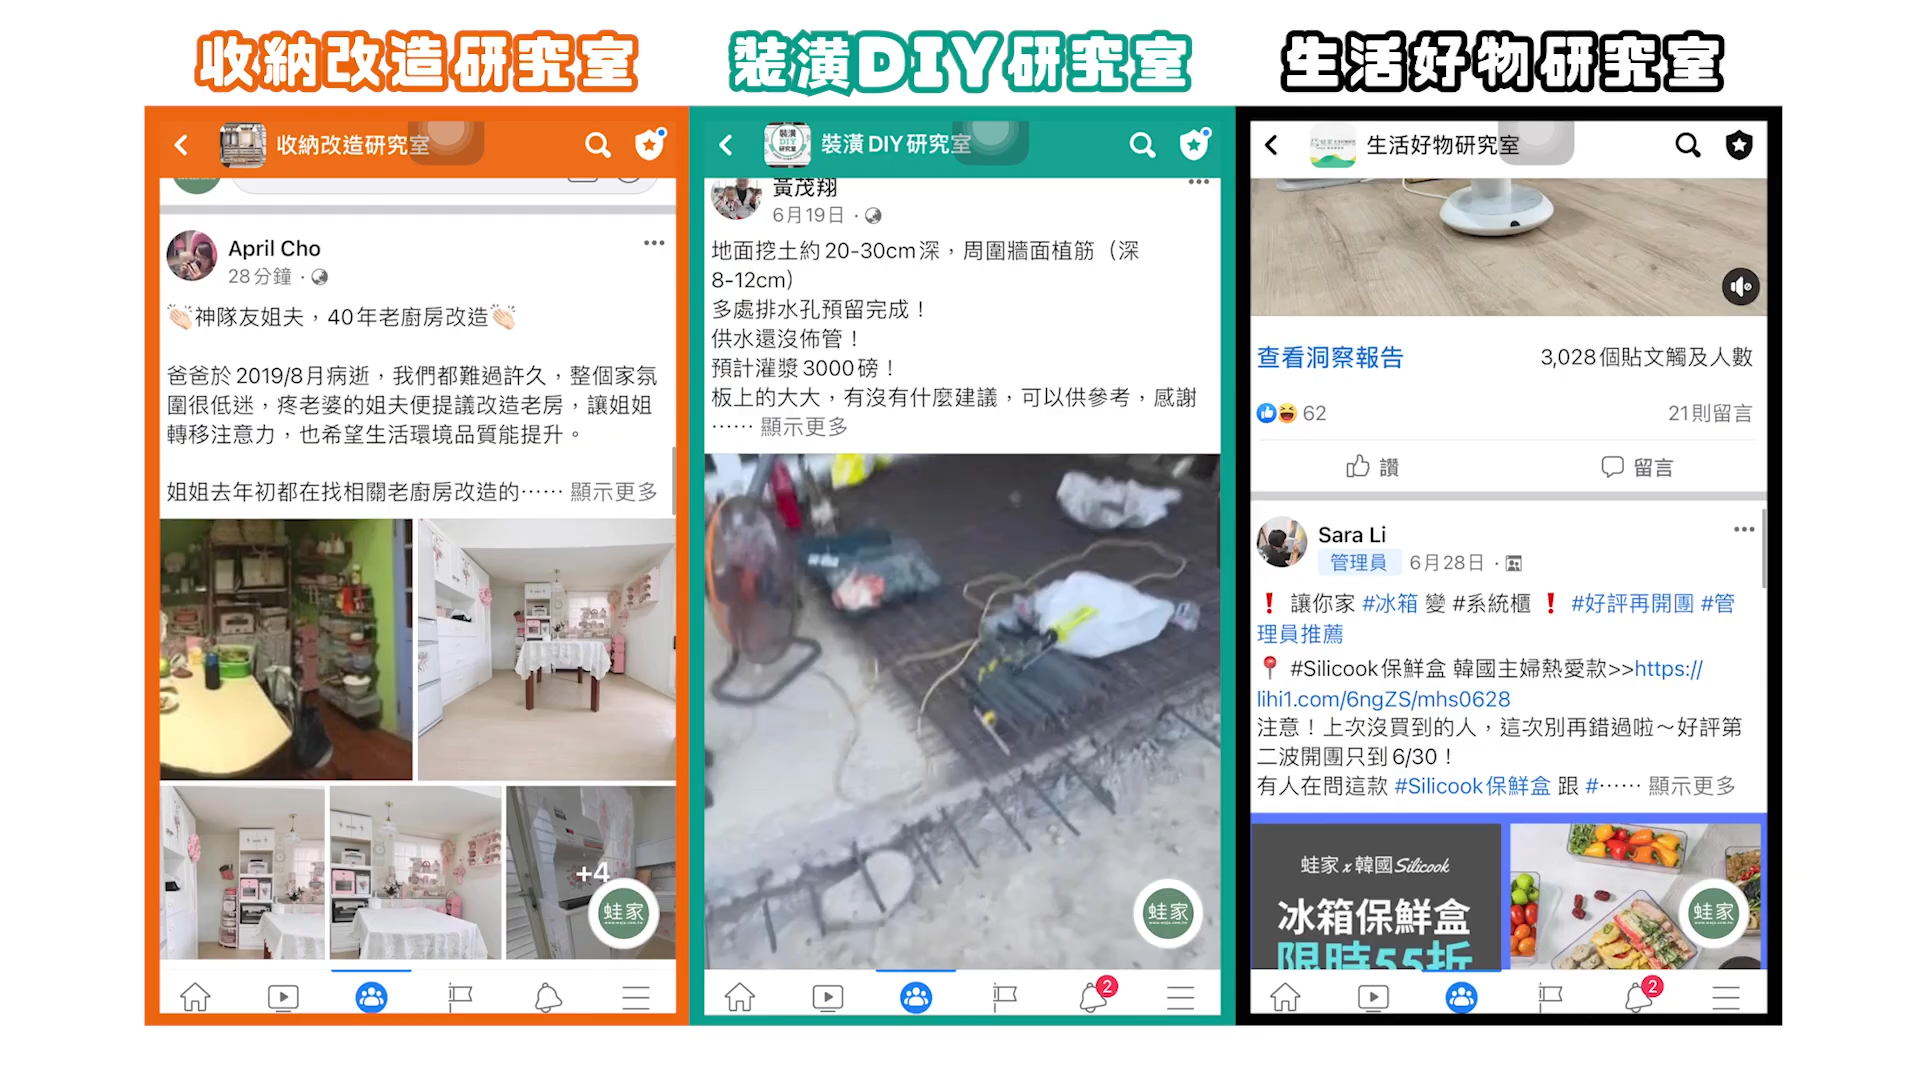 收納改造研究室
裝潢DIY研究室
生活好物研究室
收納改造研究室
April Cho
28分鐘 ·
👏🏻神隊友姐夫，40年老廚房改造👏🏻
爸爸於2019/8月病逝，我們都難過許久，整個家氛
圍很低迷，疼老婆的姐夫便提議改造老房，讓姐姐
轉移注意力，也希望生活環境品質能提升。
姐姐去年初都在找相關老廚房改造的…… 顯示更多
+4
蛙家
裝潢DIY研究室
裝潢
DIY
研究室
黃茂翔
6月19日 ·
地面挖土約20-30cm深，周圍牆面植筋（深
8-12cm)
多處排水孔預留完成！
供水還沒佈管！
預計灌漿3000磅！
板上的大大，有沒有什麼建議，可以供參考，感謝
…… 顯示更多
蛙家
2
生活好物研究室
查看洞察報告 3,028個貼文觸及人數
62 21則留言
讚 留言
Sara Li
管理員 6月28日 ·
❗ 讓你家 #冰箱 變 #系統櫃 ❗ #好評再開團 #管
理員推薦
📍 #Silicook保鮮盒 韓國主婦熱愛款>>https://
lihi1.com/6ngZS/mhs0628
注意！上次沒買到的人，這次別再錯過啦～好評第
二波開團只到6/30！
有人在問這款 #Silicook保鮮盒 跟 #…… 顯示更多
蛙家 x 韓國Silicook
冰箱保鮮盒
限時55折
蛙家
2